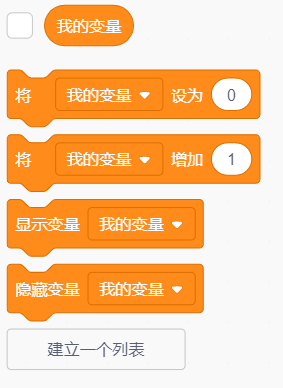 我的变量
将 我的变量 设为 0
将 我的变量 增加 1
显示变量 我的变量
隐藏变量 我的变量
建立一个列表